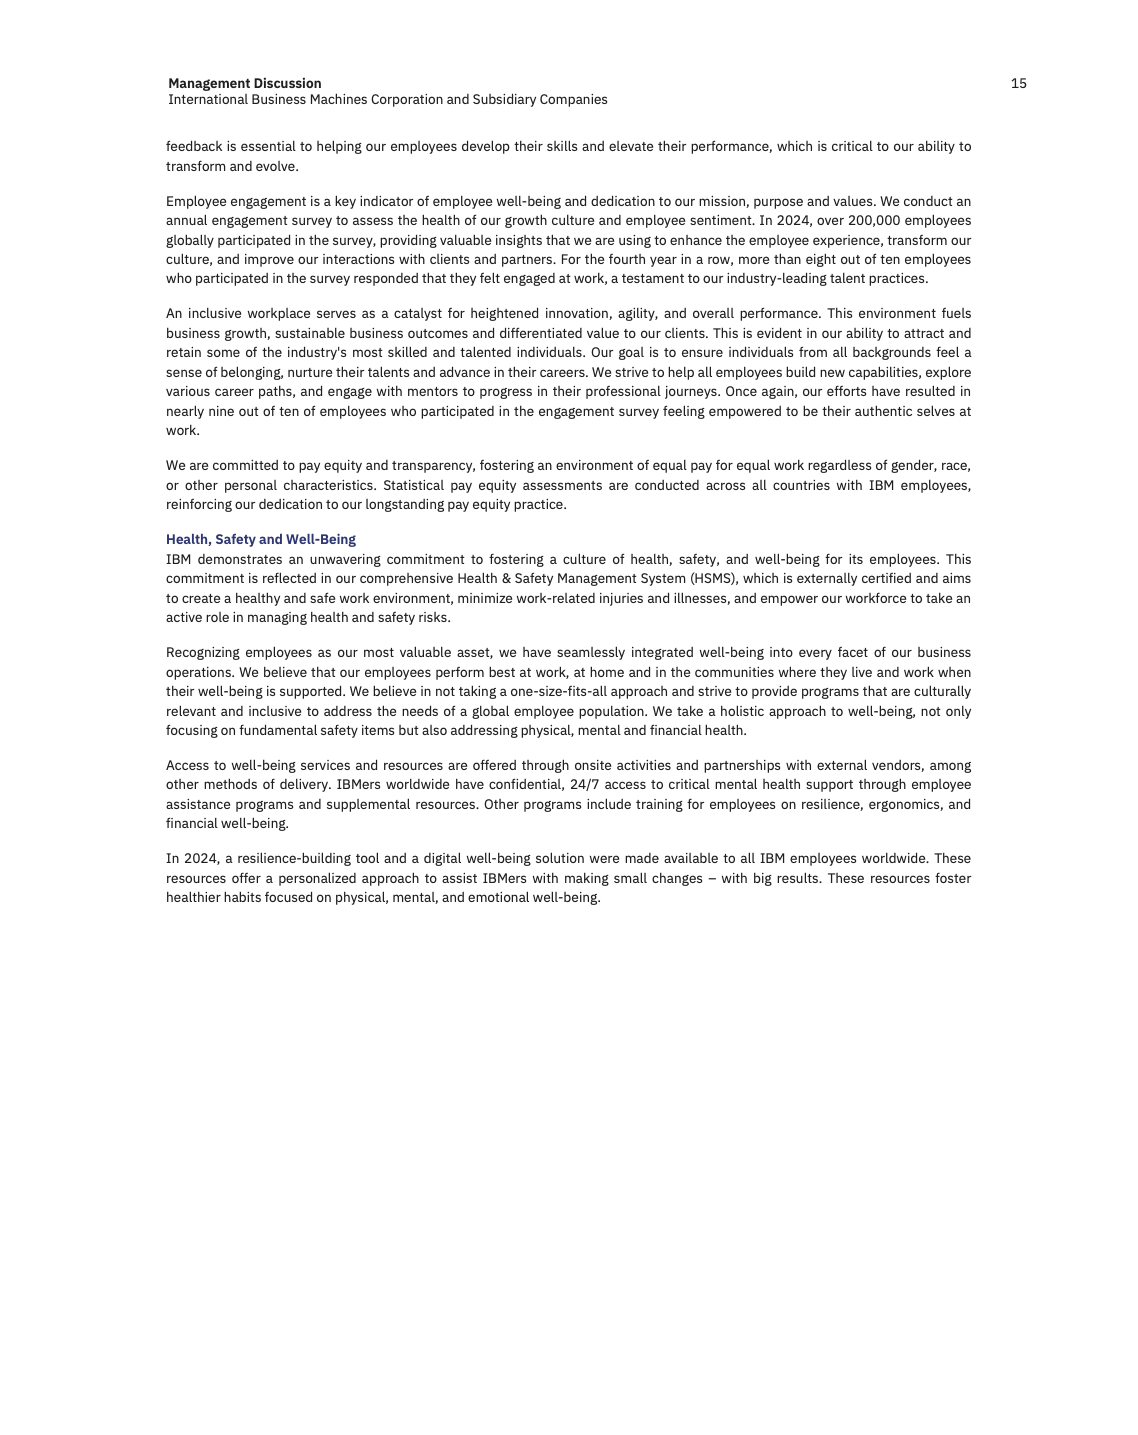 Management Discussion
15
International Business Machines Corporation and Subsidiary Companies
feedback is essential to helping our employees develop their skills and elevate their performance, which is critical to our ability to
transform and evolve.
Employee engagement is a key indicator of employee well-being and dedication to our mission, purpose and values. We conduct an
annual engagement survey to assess the health of our growth culture and employee sentiment. In 2024, over 200,000 employees
globally participated in the survey, providing valuable insights that we are using to enhance the employee experience, transform our
culture, and improve our interactions with clients and partners. For the fourth year in a row, more than eight out of ten employees
who participated in the survey responded that they felt engaged at work, a testament to our industry-leading talent practices.
An inclusive workplace serves as a catalyst for heightened innovation, agility, and overall performance. This environment fuels
business growth, sustainable business outcomes and differentiated value to our clients. This is evident in our ability to attract and
retain some of the industry's most skilled and talented individuals. Our goal is to ensure individuals from all backgrounds feel a
sense of belonging, nurture their talents and advance in their careers. We strive to help all employees build new capabilities, explore
various career paths, and engage with mentors to progress in their professional journeys. Once again, our efforts have resulted in
nearly nine out of ten of employees who participated in the engagement survey feeling empowered to be their authentic selves at
work.
We are committed to pay equity and transparency, fostering an environment of equal pay for equal work regardless of gender, race,
or other personal characteristics. Statistical pay equity assessments are conducted across all countries with IBM employees,
reinforcing our dedication to our longstanding pay equity practice.
Health, Safety and Well-Being
IBM demonstrates an unwavering commitment to fostering a culture of health, safety, and well-being for its employees. This
commitment is reflected in our comprehensive Health & Safety Management System (HSMS), which is externally certified and aims
to create a healthy and safe work environment, minimize work-related injuries and illnesses, and empower our workforce to take an
active role in managing health and safety risks.
Recognizing employees as our most valuable asset, we have seamlessly integrated well-being into every facet of our business
operations. We believe that our employees perform best at work, at home and in the communities where they live and work when
their well-being is supported. We believe in not taking a one-size-fits-all approach and strive to provide programs that are culturally
relevant and inclusive to address the needs of a global employee population. We take a holistic approach to well-being, not only
focusing on fundamental safety items but also addressing physical, mental and financial health.
Access to well-being services and resources are offered through onsite activities and partnerships with external vendors, among
other methods of delivery. IBMers worldwide have confidential, 24/7 access to critical mental health support through employee
assistance programs and supplemental resources. Other programs include training for employees on resilience, ergonomics, and
financial well-being.
In 2024, a resilience-building tool and a digital well-being solution were made available to all IBM employees worldwide. These
resources offer a personalized approach to assist IBMers with making small changes – with big results. These resources foster
healthier habits focused on physical, mental, and emotional well-being.